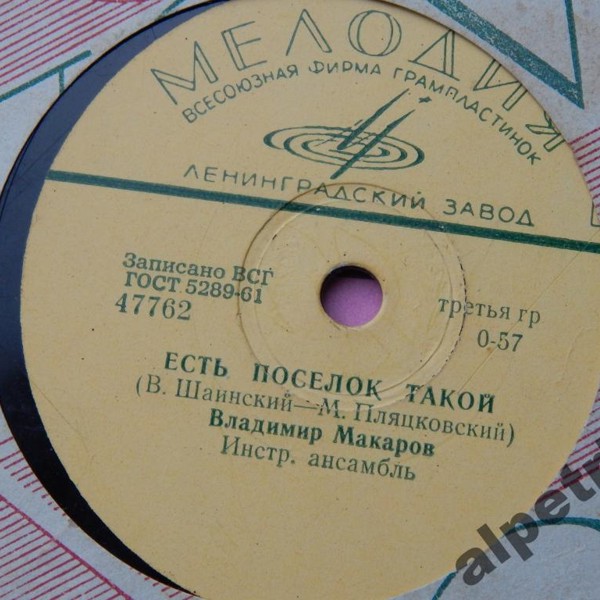 МЕЛОДИЯ
ВСЕСОЮЗНАЯ ФИРМА ГРАМПЛАСТИНОК
ЛЕНИНГРАДСКИЙ ЗАВОД
Записано ВСГ
ГОСТ 5289-61
47762
третья гр
0-57
ЕСТЬ ПОСЕЛОК ТАКОЙ
(В. Шаинский—М. Пляцковский)
Владимир Макаров
Инстр. ансамбль